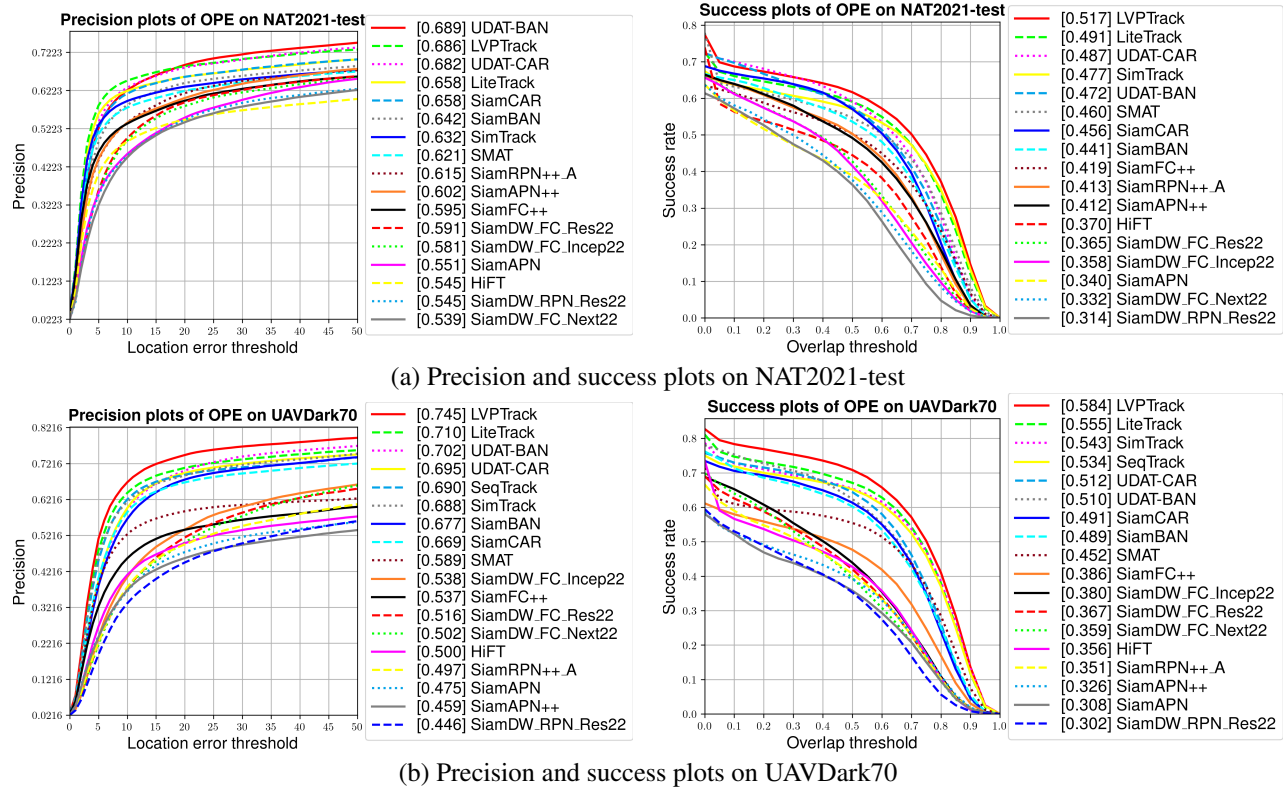 Precision plots of OPE on NAT2021-test
Precision
0.7223
0.6223
0.5223
0.4223
0.3223
0.2223
0.1223
0.0223
0 5 10 15 20 25 30 35 40 45 50
Location error threshold
[0.689] UDAT-BAN
[0.686] LVPTrack
[0.682] UDAT-CAR
[0.658] LiteTrack
[0.658] SiamCAR
[0.642] SiamBAN
[0.632] SimTrack
[0.621] SMAT
[0.615] SiamRPN++_A
[0.602] SiamAPN++
[0.595] SiamFC++
[0.591] SiamDW_FC_Res22
[0.581] SiamDW_FC_Incep22
[0.551] SiamAPN
[0.545] HiFT
[0.545] SiamDW_RPN_Res22
[0.539] SiamDW_FC_Next22
Success plots of OPE on NAT2021-test
Success rate
0.8
0.7
0.6
0.5
0.4
0.3
0.2
0.1
0.0
0.0 0.1 0.2 0.3 0.4 0.5 0.6 0.7 0.8 0.9 1.0
Overlap threshold
[0.517] LVPTrack
[0.491] LiteTrack
[0.487] UDAT-CAR
[0.477] SimTrack
[0.472] UDAT-BAN
[0.460] SMAT
[0.456] SiamCAR
[0.441] SiamBAN
[0.419] SiamFC++
[0.413] SiamRPN++_A
[0.412] SiamAPN++
[0.370] HiFT
[0.365] SiamDW_FC_Res22
[0.358] SiamDW_FC_Incep22
[0.340] SiamAPN
[0.332] SiamDW_FC_Next22
[0.314] SiamDW_RPN_Res22
(a) Precision and success plots on NAT2021-test
Precision plots of OPE on UAVDark70
Precision
0.8216
0.7216
0.6216
0.5216
0.4216
0.3216
0.2216
0.1216
0.0216
0 5 10 15 20 25 30 35 40 45 50
Location error threshold
[0.745] LVPTrack
[0.710] LiteTrack
[0.702] UDAT-BAN
[0.695] UDAT-CAR
[0.690] SeqTrack
[0.688] SimTrack
[0.677] SiamBAN
[0.669] SiamCAR
[0.589] SMAT
[0.538] SiamDW_FC_Incep22
[0.537] SiamFC++
[0.516] SiamDW_FC_Res22
[0.502] SiamDW_FC_Next22
[0.500] HiFT
[0.497] SiamRPN++_A
[0.475] SiamAPN
[0.459] SiamAPN++
[0.446] SiamDW_RPN_Res22
Success plots of OPE on UAVDark70
Success rate
0.8
0.7
0.6
0.5
0.4
0.3
0.2
0.1
0.0
0.0 0.1 0.2 0.3 0.4 0.5 0.6 0.7 0.8 0.9 1.0
Overlap threshold
[0.584] LVPTrack
[0.555] LiteTrack
[0.543] SimTrack
[0.534] SeqTrack
[0.512] UDAT-CAR
[0.510] UDAT-BAN
[0.491] SiamCAR
[0.489] SiamBAN
[0.452] SMAT
[0.386] SiamFC++
[0.380] SiamDW_FC_Incep22
[0.367] SiamDW_FC_Res22
[0.359] SiamDW_FC_Next22
[0.356] HiFT
[0.351] SiamRPN++_A
[0.326] SiamAPN++
[0.308] SiamAPN
[0.302] SiamDW_RPN_Res22
(b) Precision and success plots on UAVDark70